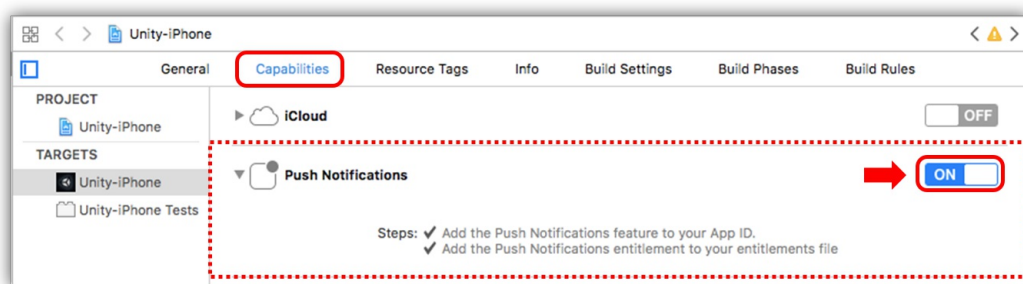 Unity-iPhone
General Capabilities Resource Tags Info Build Settings Build Phases Build Rules
PROJECT
Unity-iPhone
TARGETS
Unity-iPhone
Unity-iPhone Tests
iCloud OFF
Push Notifications ON
Steps: ✔ Add the Push Notifications feature to your App ID.
✔ Add the Push Notifications entitlement to your entitlements file